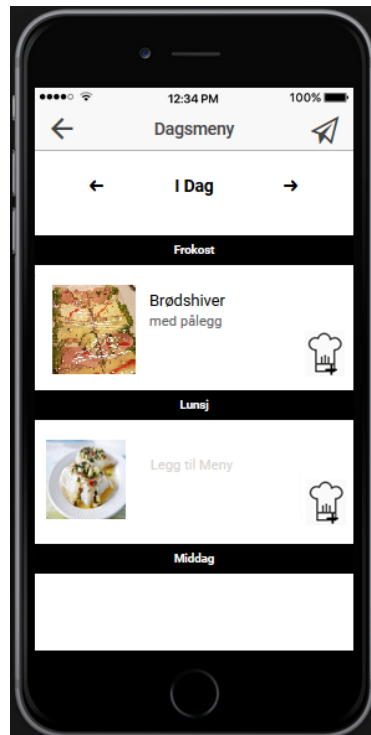 12:34 PM
100%
Dagsmeny
I Dag
Frokost
Brødshiver
med pålegg
Lunsj
Legg til Meny
Middag